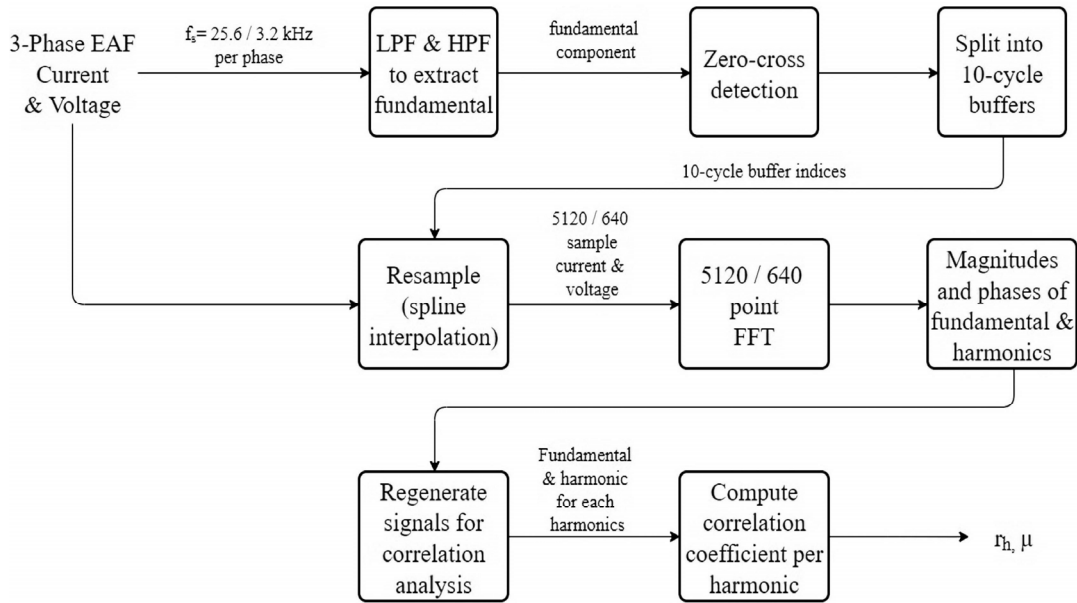 3-Phase EAF
Current
& Voltage
fs= 25.6 / 3.2 kHz
per phase
LPF & HPF
to extract
fundamental
fundamental
component
Zero-cross
detection
Split into
10-cycle
buffers
10-cycle buffer indices
Resample
(spline
interpolation)
5120 / 640
sample
current &
voltage
5120 / 640
point
FFT
Magnitudes
and phases of
fundamental &
harmonics
Regenerate
signals for
correlation
analysis
Fundamental
& harmonic
for each
harmonics
Compute
correlation
coefficient per
harmonic
rh, μ